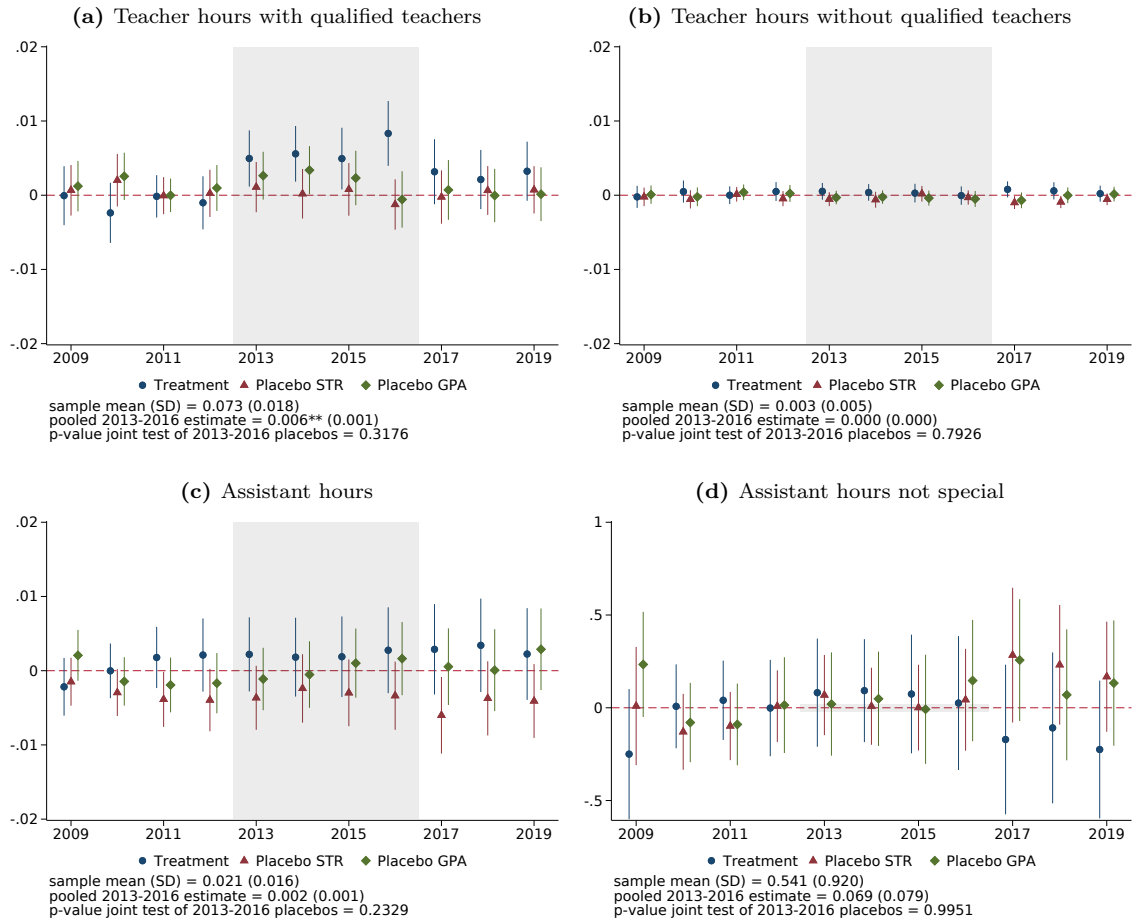 (a) Teacher hours with qualified teachers
.02
.01
0
-.01
-.02
2009 2011 2013 2015 2017 2019
Treatment Placebo STR Placebo GPA
sample mean (SD) = 0.073 (0.018)
pooled 2013-2016 estimate = 0.006** (0.001)
p-value joint test of 2013-2016 placebos = 0.3176
(b) Teacher hours without qualified teachers
.02
.01
0
-.01
-.02
2009 2011 2013 2015 2017 2019
Treatment Placebo STR Placebo GPA
sample mean (SD) = 0.003 (0.005)
pooled 2013-2016 estimate = 0.000 (0.000)
p-value joint test of 2013-2016 placebos = 0.7926
(c) Assistant hours
.02
.01
0
-.01
-.02
2009 2011 2013 2015 2017 2019
Treatment Placebo STR Placebo GPA
sample mean (SD) = 0.021 (0.016)
pooled 2013-2016 estimate = 0.002 (0.001)
p-value joint test of 2013-2016 placebos = 0.2329
(d) Assistant hours not special
1
.5
0
-.5
2009 2011 2013 2015 2017 2019
Treatment Placebo STR Placebo GPA
sample mean (SD) = 0.541 (0.920)
pooled 2013-2016 estimate = 0.069 (0.079)
p-value joint test of 2013-2016 placebos = 0.9951